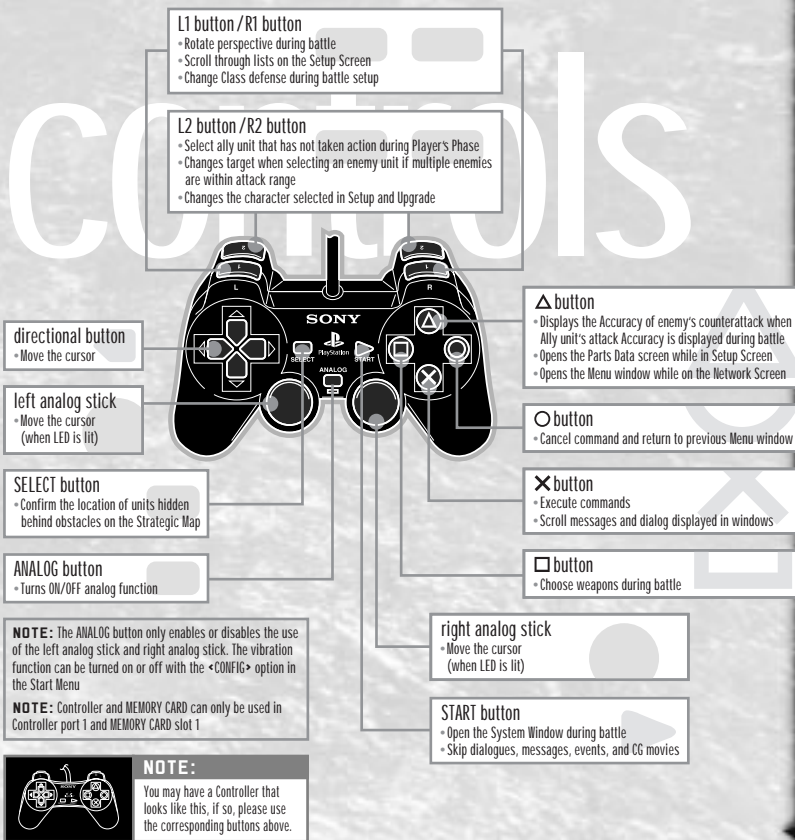 controls
L1 button / R1 button
• Rotate perspective during battle
• Scroll through lists on the Setup Screen
• Change Class defense during battle setup
L2 button / R2 button
• Select ally unit that has not taken action during Player's Phase
• Changes target when selecting an enemy unit if multiple enemies
are within attack range
• Changes the character selected in Setup and Upgrade
2
2
1
1
L
R
SONY
PlayStation
SELECT
START
ANALOG
directional button
• Move the cursor
left analog stick
• Move the cursor
(when LED is lit)
SELECT button
• Confirm the location of units hidden
behind obstacles on the Strategic Map
ANALOG button
• Turns ON/OFF analog function
△ button
• Displays the Accuracy of enemy's counterattack when
Ally unit's attack Accuracy is displayed during battle
• Opens the Parts Data screen while in Setup Screen
• Opens the Menu window while on the Network Screen
○ button
• Cancel command and return to previous Menu window
✕ button
• Execute commands
• Scroll messages and dialog displayed in windows
□ button
• Choose weapons during battle
right analog stick
• Move the cursor
(when LED is lit)
START button
• Open the System Window during battle
• Skip dialogues, messages, events, and CG movies
NOTE: The ANALOG button only enables or disables the use
of the left analog stick and right analog stick. The vibration
function can be turned on or off with the <CONFIG> option in
the Start Menu
NOTE: Controller and MEMORY CARD can only be used in
Controller port 1 and MEMORY CARD slot 1
SONY
NOTE:
You may have a Controller that
looks like this, if so, please use
the corresponding buttons above.